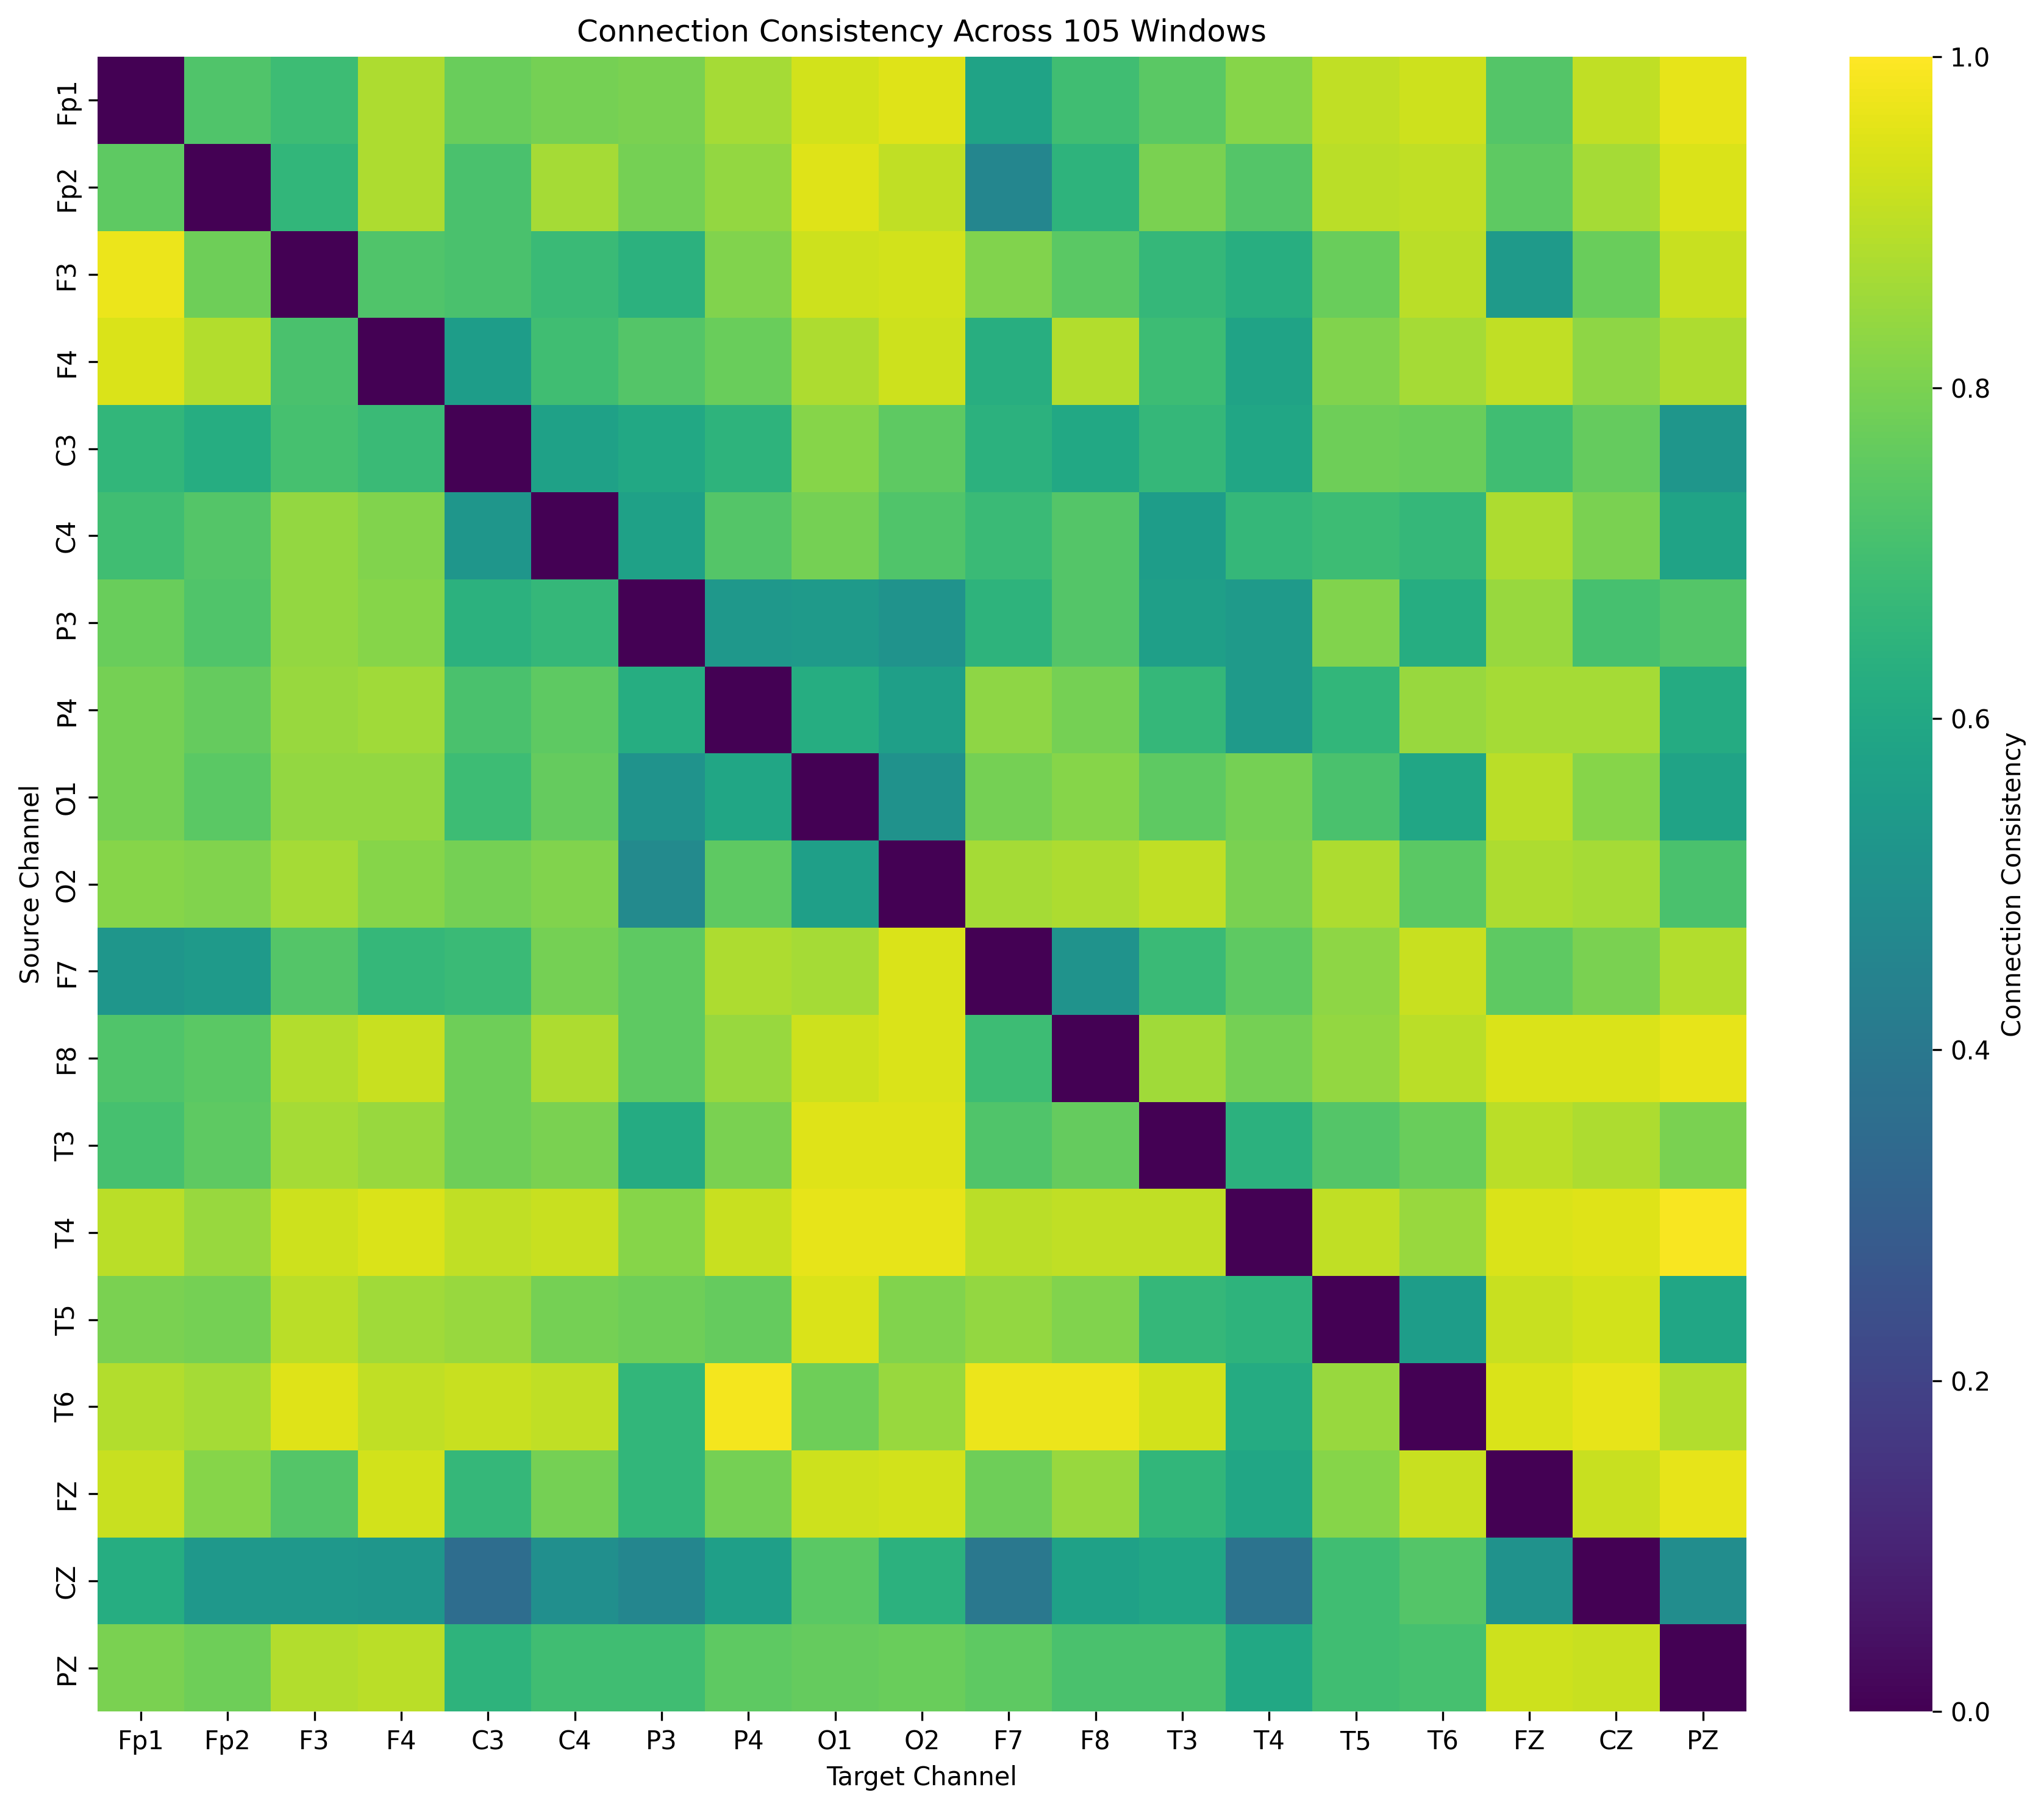 Connection Consistency Across 105 Windows
Source Channel
Fp1
Fp2
F3
F4
C3
C4
P3
P4
O1
O2
F7
F8
T3
T4
T5
T6
FZ
CZ
PZ
Fp1 Fp2 F3 F4 C3 C4 P3 P4 O1 O2 F7 F8 T3 T4 T5 T6 FZ CZ PZ
Target Channel
1.0
0.8
0.6
0.4
0.2
0.0
Connection Consistency